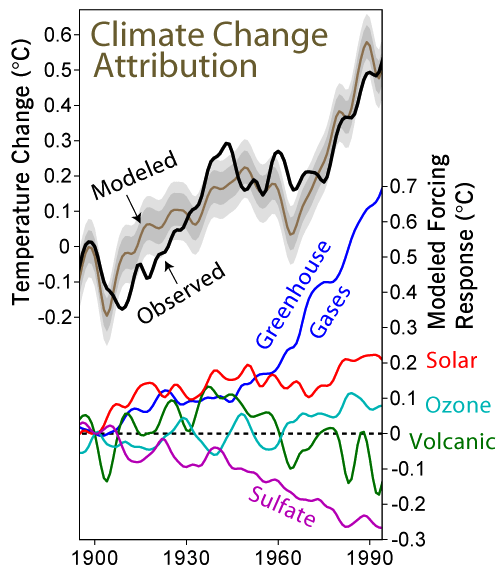 Climate Change
Attribution
Temperature Change (°C)
0.6
0.5
0.4
0.3
0.2
0.1
0
-0.1
-0.2
Modeled
Observed
Greenhouse
Gases
Sulfate
Modeled Forcing
Response (°C)
0.7
0.6
0.5
0.4
0.3
0.2
0.1
0
-0.1
-0.2
-0.3
Solar
Ozone
Volcanic
1900
1930
1960
1990